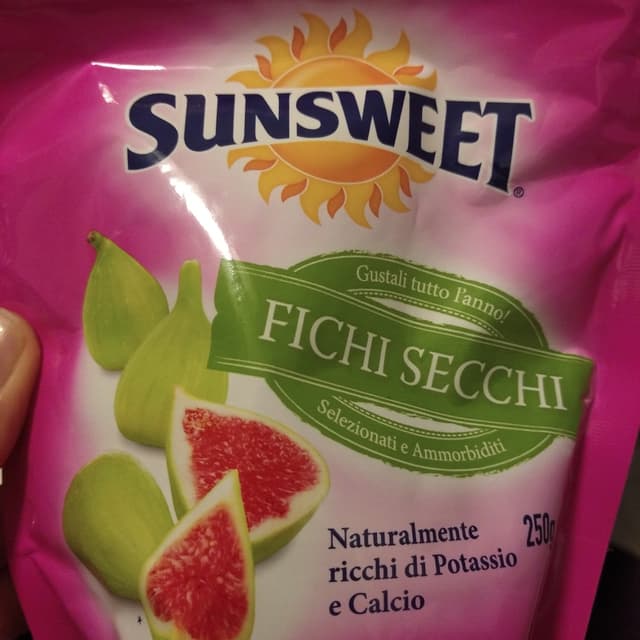 SUNSWEET®
Gustali tutto l'anno!
FICHI SECCHI
Selezionati e Ammorbiditi
Naturalmente
ricchi di Potassio
e Calcio
250g
*